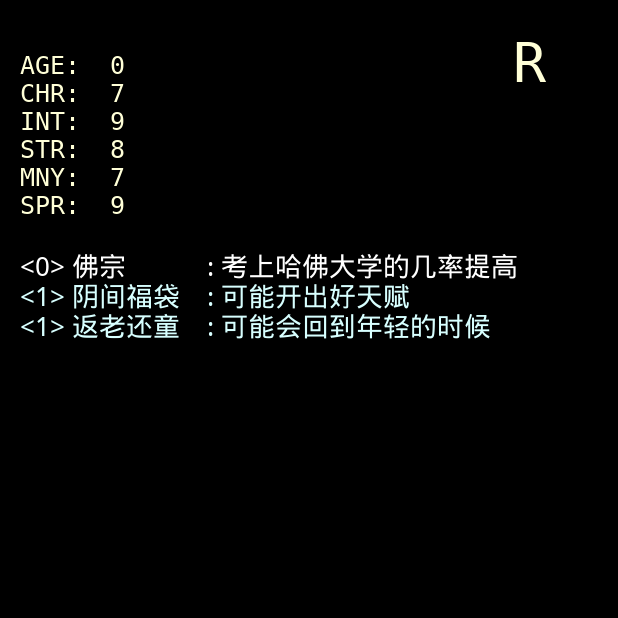 R
AGE: 0
CHR: 7
INT: 9
STR: 8
MNY: 7
SPR: 9
<0> 佛宗 : 考上哈佛大学的几率提高
<1> 阴间福袋 : 可能开出好天赋
<1> 返老还童 : 可能会回到年轻的时候